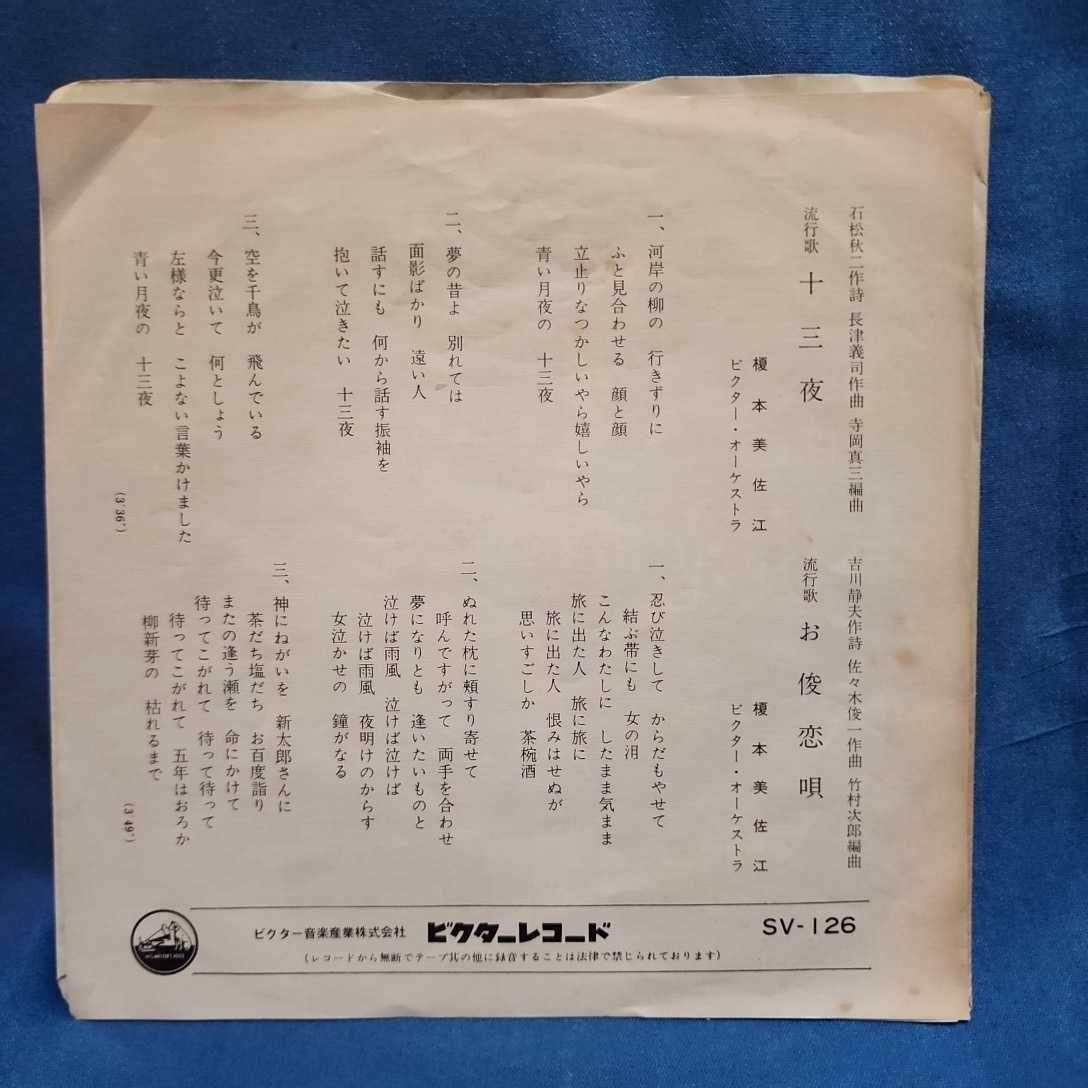 石松秋二作詩 長津義司作曲 寺岡真三編曲
流行歌 十三夜
榎本美佐江
ビクター・オーケストラ
一、河岸の柳の 行きずりに
ふと見合わせる 顔と顔
立止りなつかしいやら嬉しいやら
青い月夜の 十三夜
二、夢の昔よ 別れては
面影ばかり 遠い人
話すにも 何から話す振袖を
抱いて泣きたい 十三夜
三、空を千鳥が 飛んでいる
今更泣いて 何としょう
左様ならと こよない言葉かけました
青い月夜の 十三夜
(3'36")
吉川静夫作詩 佐々木俊一作曲 竹村次郎編曲
流行歌 お俊恋唄
榎本美佐江
ビクター・オーケストラ
一、忍び泣きして からだもやせて
結ぶ帯にも 女の泪
こんなわたしに したまま気まま
旅に出た人 旅に旅に
旅に出た人 恨みはせぬが
思いすごしか 茶椀酒
二、ぬれた枕に頬すり寄せて
呼んですがって 両手を合わせ
夢になりとも 逢いたいものと
泣けば雨風 泣けば泣けば
泣けば雨風 夜明けのからす
女泣かせの 鐘がなる
三、神にねがいを 新太郎さんに
茶だち塩だち お百度詣り
またの逢う瀬を 命にかけて
待ってこがれて 待って待って
待ってこがれて 五年はおろか
柳新芽の 枯れるまで
(3'49")
ビクター音楽産業株式会社 ビクターレコード SV-126
(レコードから無断でテープ其の他に録音することは法律で禁じられております)